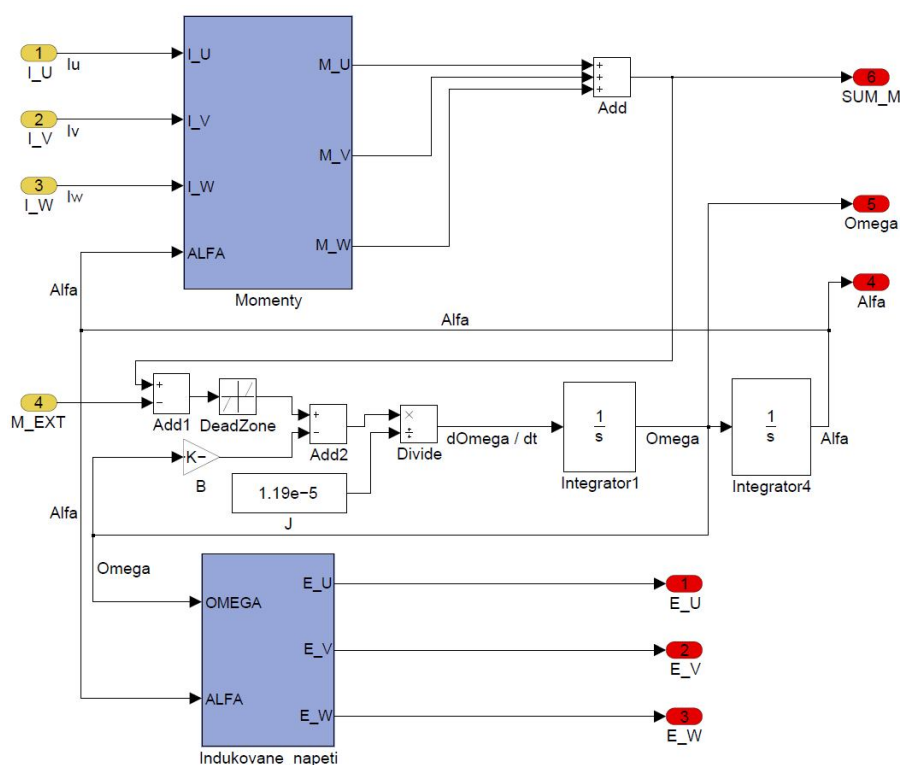 1
I_U
Iu
I_U
M_U
+
+
+
Add
6
SUM_M
2
I_V
Iv
I_V
M_V
3
I_W
Iw
I_W
M_W
5
Omega
ALFA
Alfa
Momenty
4
Alfa
Alfa
4
M_EXT
+
−
Add1
DeadZone
+
−
Add2
×
÷
Divide
dOmega / dt
1
s
Integrator1
Omega
1
s
Integrator4
Alfa
K−
B
1.19e−5
J
Alfa
Omega
OMEGA
E_U
1
E_U
E_V
2
E_V
ALFA
E_W
3
E_W
Indukovane napeti